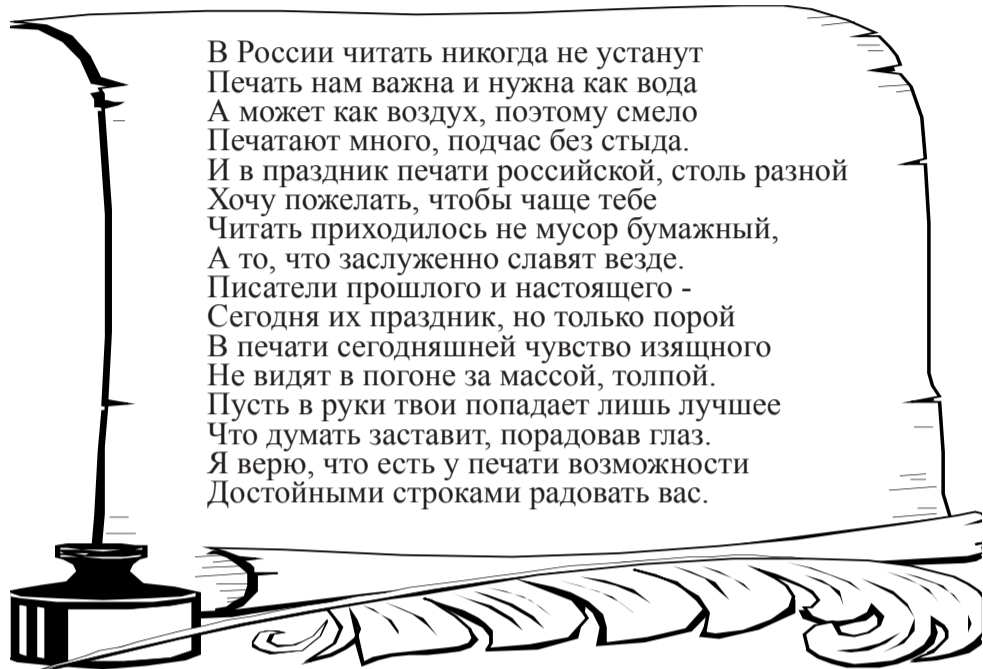 В России читать никогда не устанут
Печать нам важна и нужна как вода
А может как воздух, поэтому смело
Печатают много, подчас без стыда.
И в праздник печати российской, столь разной
Хочу пожелать, чтобы чаще тебе
Читать приходилось не мусор бумажный,
А то, что заслуженно славят везде.
Писатели прошлого и настоящего -
Сегодня их праздник, но только порой
В печати сегодняшней чувство изящного
Не видят в погоне за массой, толпой.
Пусть в руки твои попадает лишь лучшее
Что думать заставит, порадовав глаз.
Я верю, что есть у печати возможности
Достойными строками радовать вас.